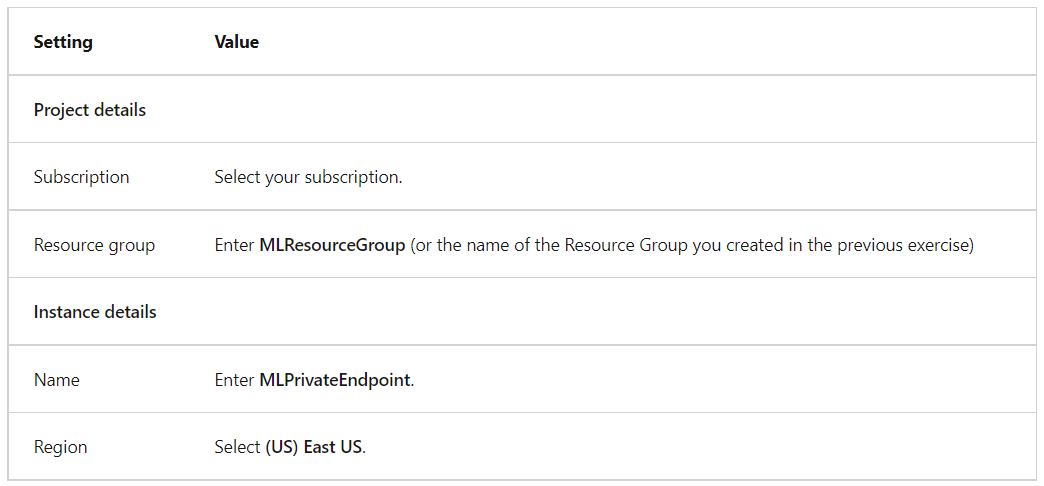 Setting Value
Project details
Subscription Select your subscription.
Resource group Enter MLResourceGroup (or the name of the Resource Group you created in the previous exercise)
Instance details
Name Enter MLPrivateEndpoint.
Region Select (US) East US.